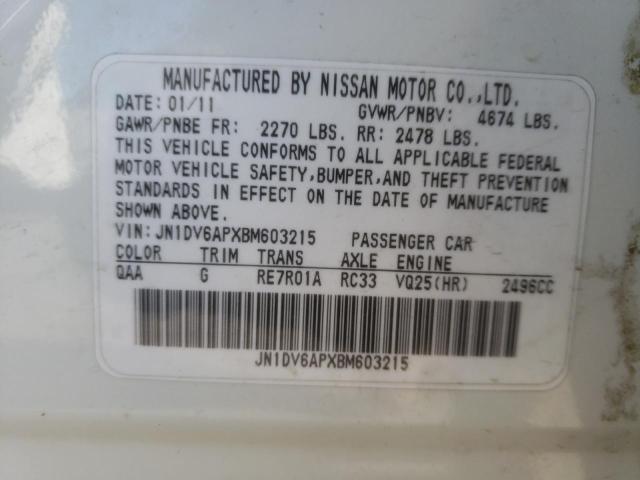 MANUFACTURED BY NISSAN MOTOR CO.,LTD.
DATE: 01/11 GVWR/PNBV: 4674 LBS.
GAWR/PNBE FR: 2270 LBS. RR: 2478 LBS.
THIS VEHICLE CONFORMS TO ALL APPLICABLE FEDERAL
MOTOR VEHICLE SAFETY,BUMPER,AND THEFT PREVENTION
STANDARDS IN EFFECT ON THE DATE OF MANUFACTURE
SHOWN ABOVE.
VIN:JN1DV6APXBM603215 PASSENGER CAR
COLOR TRIM TRANS AXLE ENGINE
QAA G RE7R01A RC33 VQ25(HR) 2496CC
JN1DV6APXBM603215